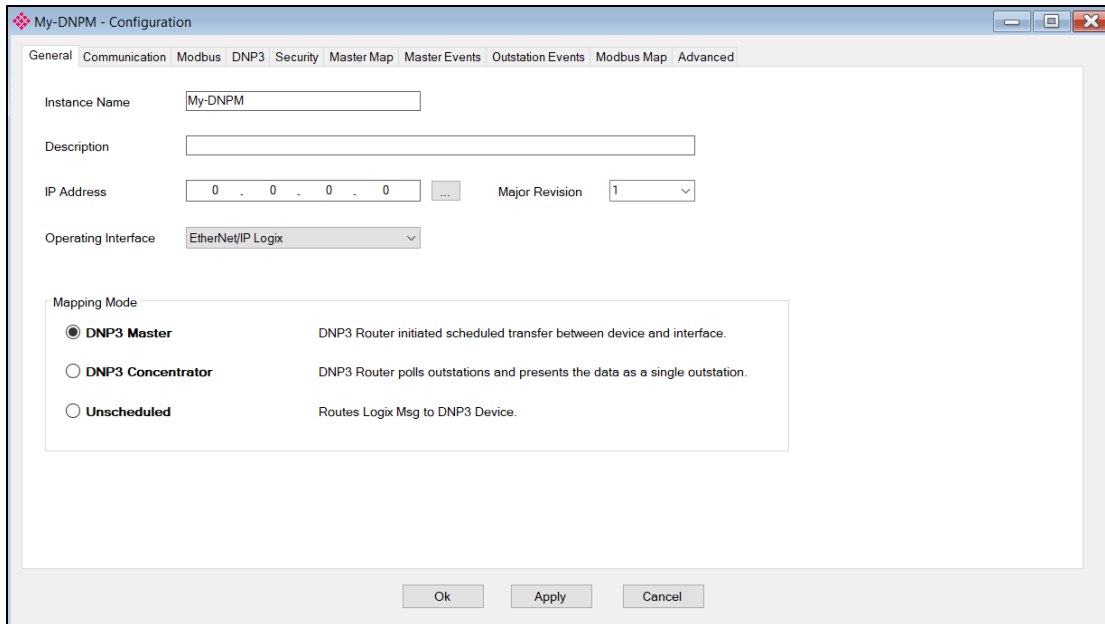 My-DNPM - Configuration
General Communication Modbus DNP3 Security Master Map Master Events Outstation Events Modbus Map Advanced
Instance Name My-DNPM
Description
IP Address 0 . 0 . 0 . 0 ... Major Revision 1
Operating Interface EtherNet/IP Logix
Mapping Mode
DNP3 Master DNP3 Router initiated scheduled transfer between device and interface.
DNP3 Concentrator DNP3 Router polls outstations and presents the data as a single outstation.
Unscheduled Routes Logix Msg to DNP3 Device.
Ok Apply Cancel